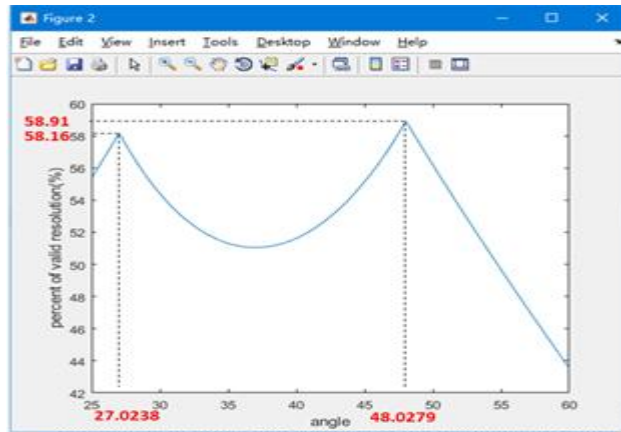 Figure 2
File Edit View Insert Tools Desktop Window Help
60
58.91
58.16
58
56
54
52
50
48
46
44
42
percent of valid resolution(%)
25 30 35 40 45 50 55 60
27.0238
48.0279
angle